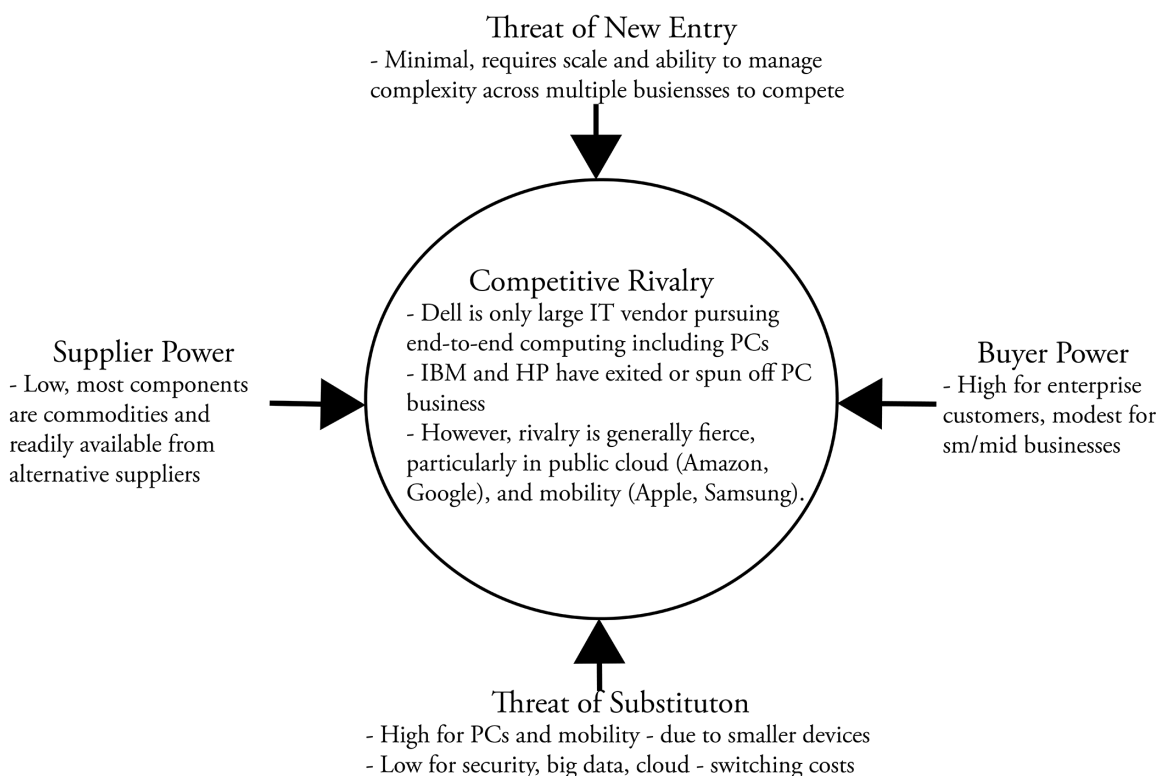 Threat of New Entry
- Minimal, requires scale and ability to manage
complexity across multiple busiensses to compete
Competitive Rivalry
- Dell is only large IT vendor pursuing
end-to-end computing including PCs
- IBM and HP have exited or spun off PC
business
- However, rivalry is generally fierce,
particularly in public cloud (Amazon,
Google), and mobility (Apple, Samsung).
Supplier Power
- Low, most components
are commodities and
readily available from
alternative suppliers
Buyer Power
- High for enterprise
customers, modest for
sm/mid businesses
Threat of Substituton
- High for PCs and mobility - due to smaller devices
- Low for security, big data, cloud - switching costs